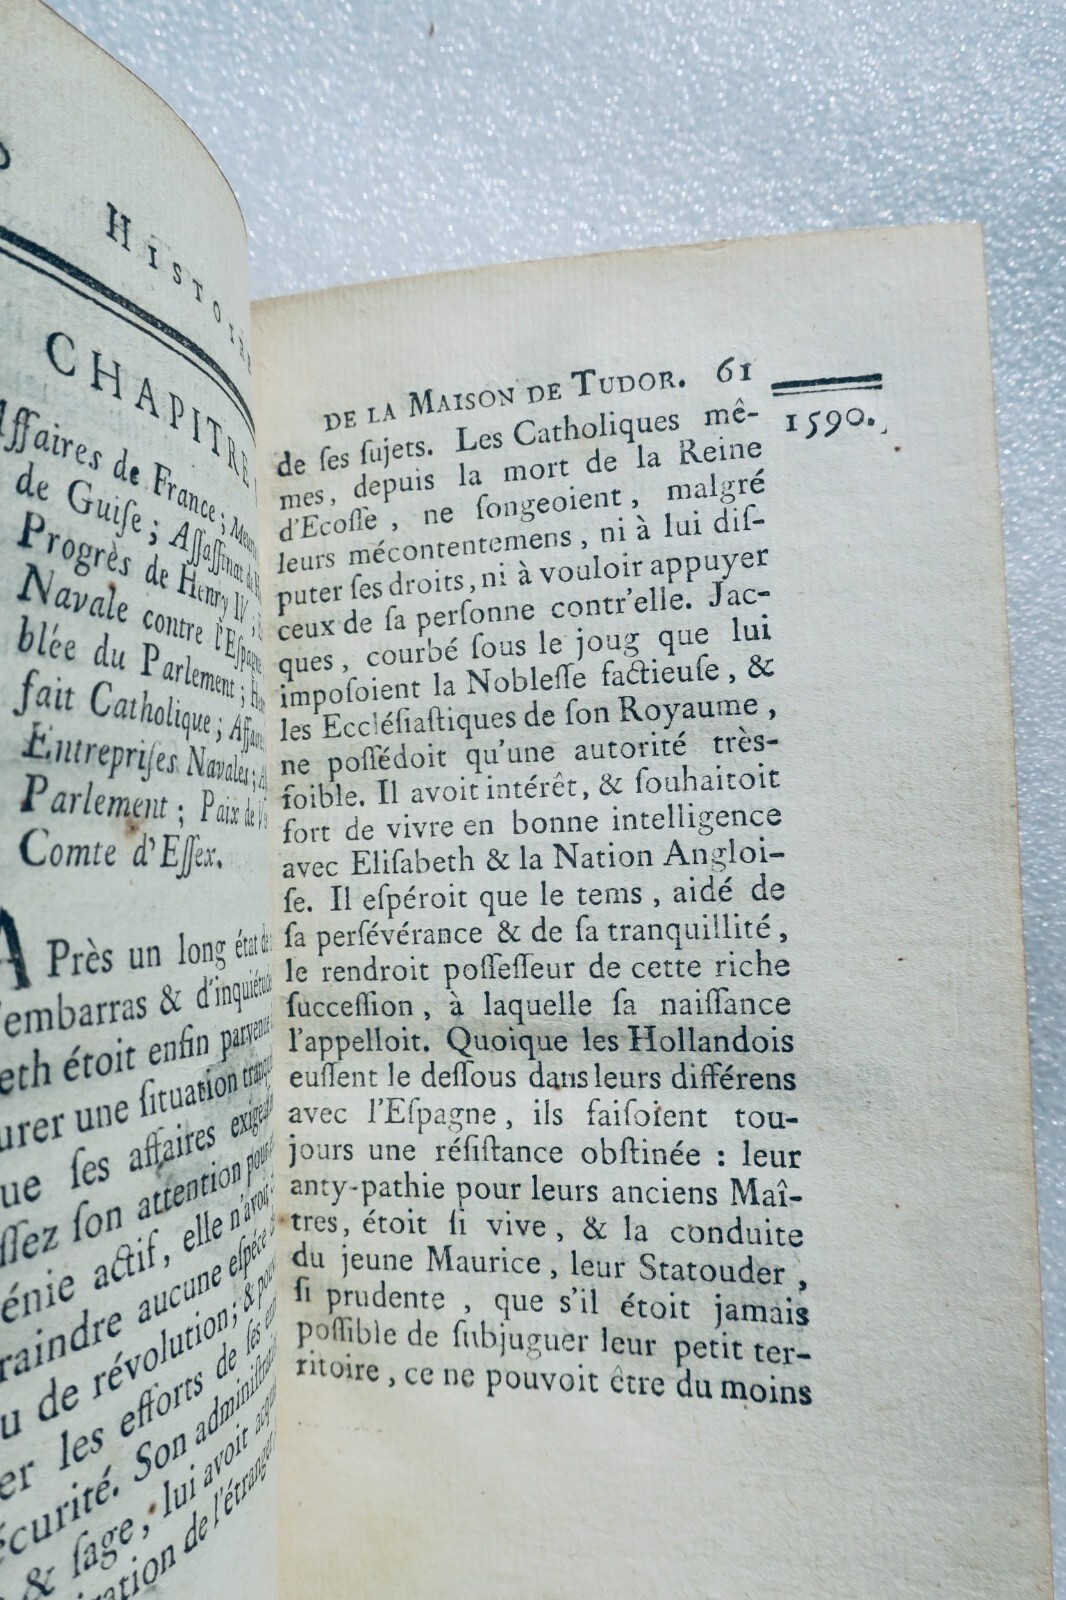 HISTOIRE
CHAPITRE
Affaires de France;
de Guiſe; Aſſaſſinat de
Progrès de Henry IV;
Navale contre l'Eſpagne
blée du Parlement;
fait Catholique;
Entrepriſes Navales;
Parlement; Paix de
Comte d'Eſſex.
APrès un long état de
d'embarras & d'inquiétude
eth étoit enfin parvenue
urer une ſituation
ue ſes affaires
ſſez ſon attention pour
énie actif, elle n'avoit
raindre aucune eſpéce
u de révolution; &
er les efforts de ſes
écurité. Son
& ſage, lui avoit
ration de l'étranger
DE LA MAISON DE TUDOR. 61
1590.
de ſes ſujets. Les Catholiques mê-
mes, depuis la mort de la Reine
d'Ecoſſe, ne ſongeoient, malgré
leurs mécontentemens, ni à lui diſ-
puter ſes droits, ni à vouloir appuyer
ceux de ſa perſonne contr'elle. Jac-
ques, courbé ſous le joug que lui
impoſoient la Nobleſſe factieuſe, &
les Eccléſiaſtiques de ſon Royaume,
ne poſſédoit qu'une autorité très-
foible. Il avoit intérêt, & ſouhaitoit
fort de vivre en bonne intelligence
avec Eliſabeth & la Nation Angloi-
ſe. Il eſpéroit que le tems, aidé de
ſa perſévérance & de ſa tranquillité,
le rendroit poſſeſſeur de cette riche
ſucceſſion, à laquelle ſa naiſſance
l'appelloit. Quoique les Hollandois
euſſent le deſſous dans leurs différens
avec l'Eſpagne, ils faiſoient tou-
jours une réſiſtance obſtinée : leur
anty-pathie pour leurs anciens Maî-
tres, étoit ſi vive, & la conduite
du jeune Maurice, leur Statouder,
ſi prudente, que s'il étoit jamais
poſſible de ſubjuguer leur petit ter-
ritoire, ce ne pouvoit être du moins